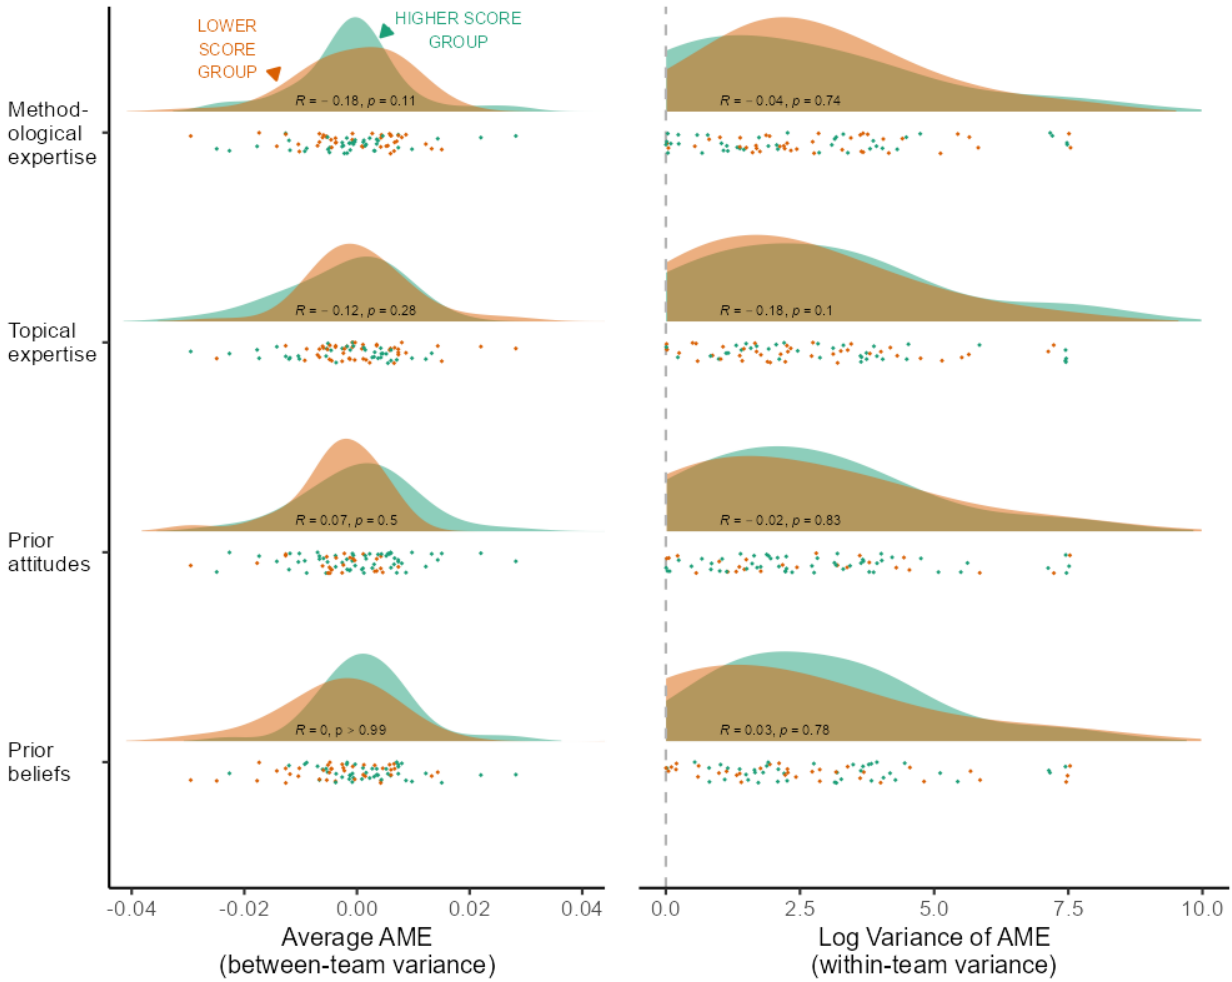 LOWER
SCORE
GROUP
HIGHER SCORE
GROUP
Method-
ological
expertise
R = − 0.18, p = 0.11
R = − 0.04, p = 0.74
Topical
expertise
R = − 0.12, p = 0.28
R = − 0.18, p = 0.1
Prior
attitudes
R = 0.07, p = 0.5
R = − 0.02, p = 0.83
Prior
beliefs
R = 0, p > 0.99
R = 0.03, p = 0.78
-0.04 -0.02 0.00 0.02 0.04
0.0 2.5 5.0 7.5 10.0
Average AME
(between-team variance)
Log Variance of AME
(within-team variance)